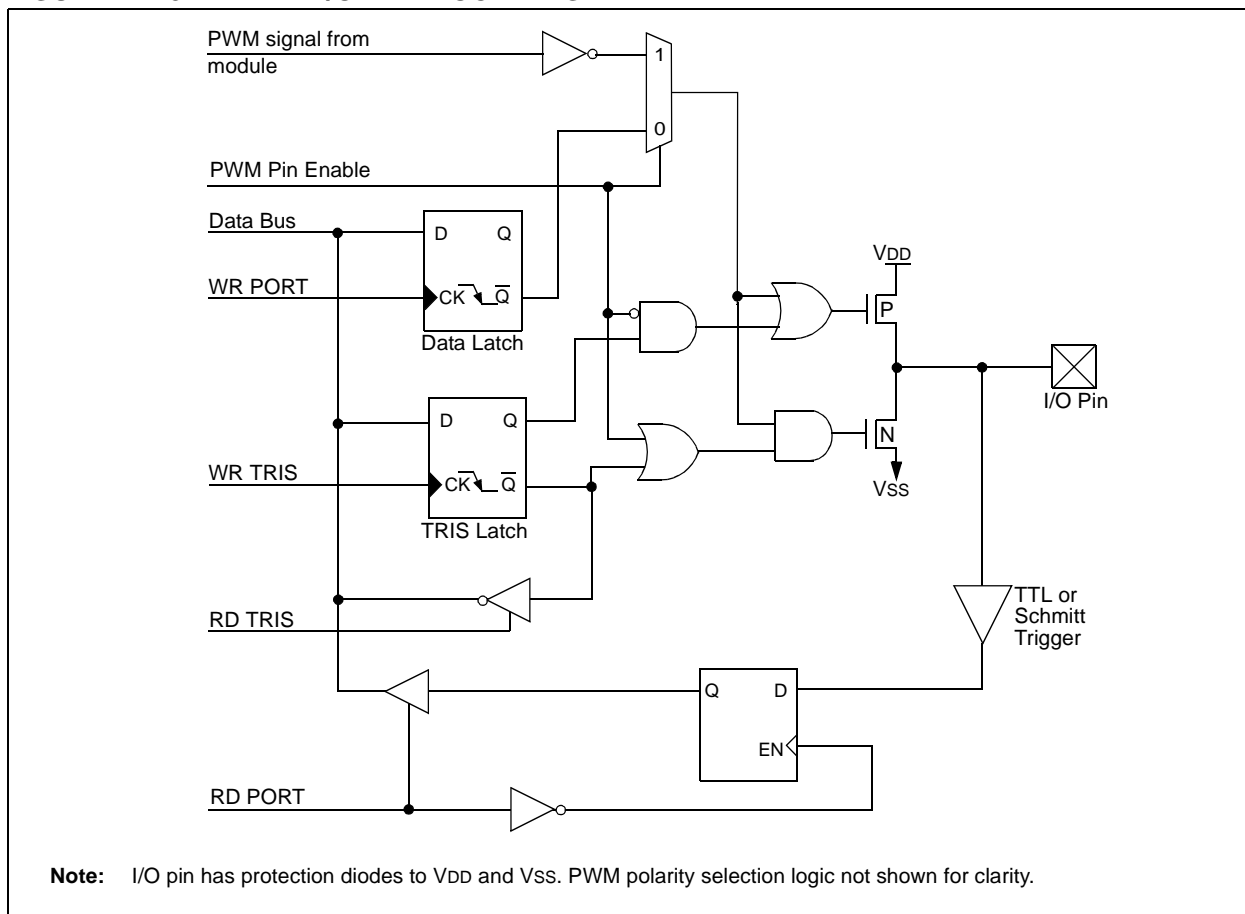 PWM signal from
module
1
0
PWM Pin Enable
Data Bus
D Q
WR PORT
CK Q̅
Data Latch
VDD
P
I/O Pin
D Q
N
WR TRIS
CK Q̅
VSS
TRIS Latch
TTL or
Schmitt
Trigger
RD TRIS
Q D
EN
RD PORT
Note: I/O pin has protection diodes to VDD and VSS. PWM polarity selection logic not shown for clarity.